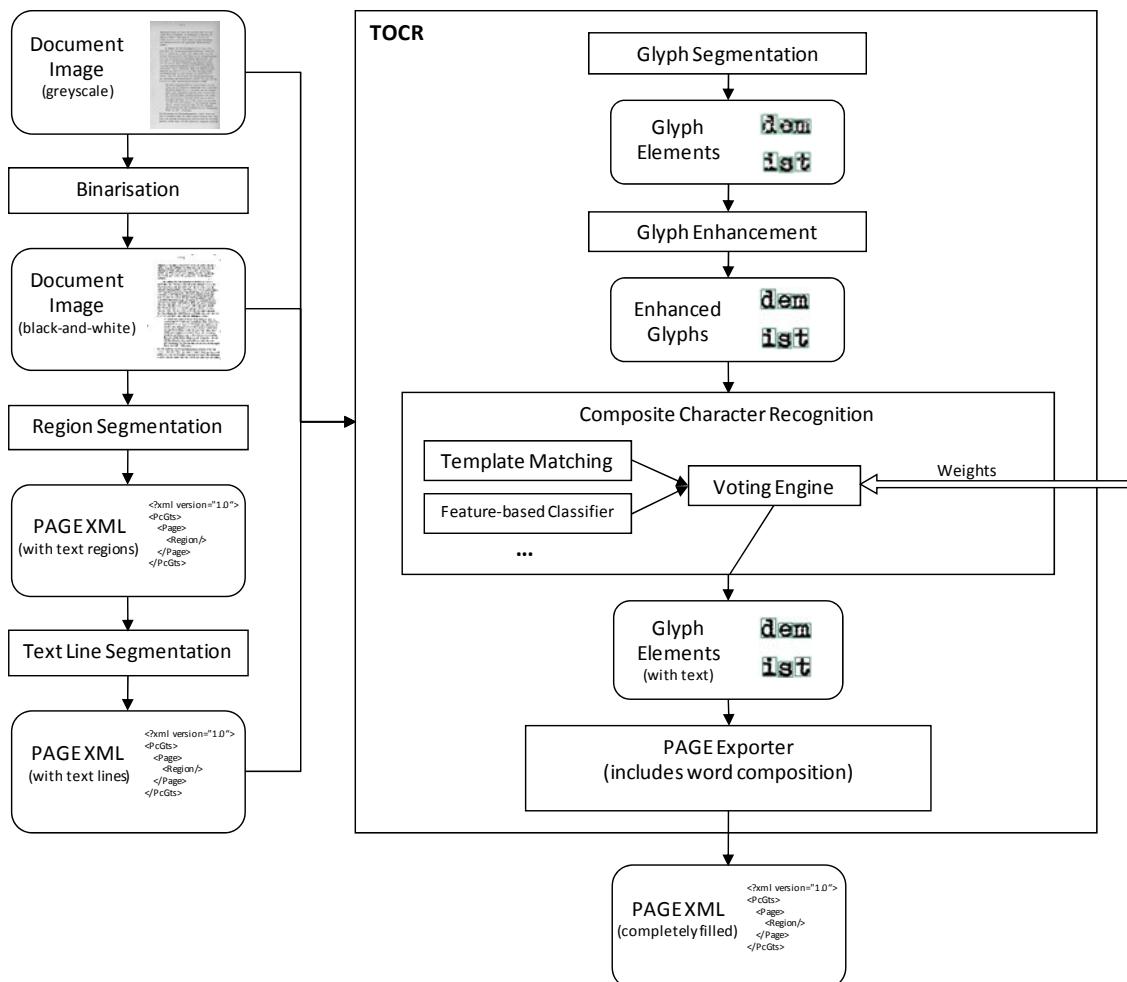 Document
Image
(greyscale)
Binarisation
Document
Image
(black-and-white)
Region Segmentation
PAGE XML
(with text regions)
<?xml version="1.0">
<PcGts>
<Page>
<Region/>
</Page>
</PcGts>
Text Line Segmentation
PAGE XML
(with text lines)
<?xml version="1.0">
<PcGts>
<Page>
<Region/>
</Page>
</PcGts>
TOCR
Glyph Segmentation
Glyph
Elements
dem
ist
Glyph Enhancement
Enhanced
Glyphs
dem
ist
Composite Character Recognition
Template Matching
Feature-based Classifier
...
Voting Engine
Weights
Glyph
Elements
(with text)
dem
ist
PAGE Exporter
(includes word composition)
PAGE XML
(completely filled)
<?xml version="1.0">
<PcGts>
<Page>
<Region/>
</Page>
</PcGts>